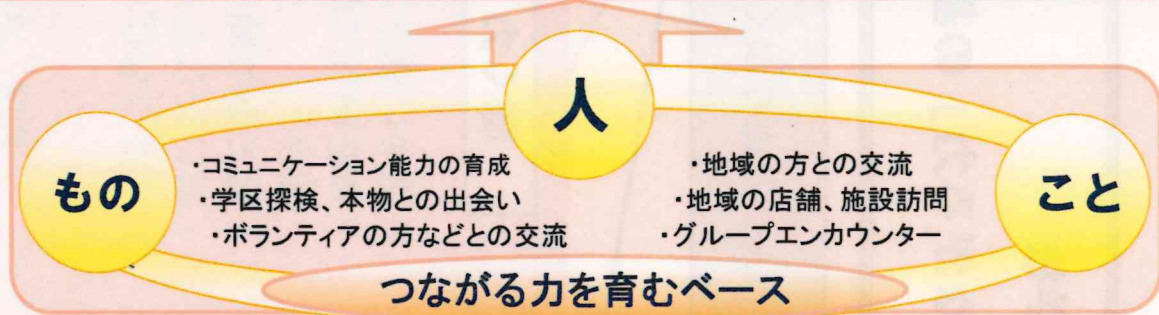 人
もの
こと
・コミュニケーション能力の育成
・学区探検、本物との出会い
・ボランティアの方などとの交流
・地域の方との交流
・地域の店舗、施設訪問
・グループエンカウンター
つながる力を育むベース